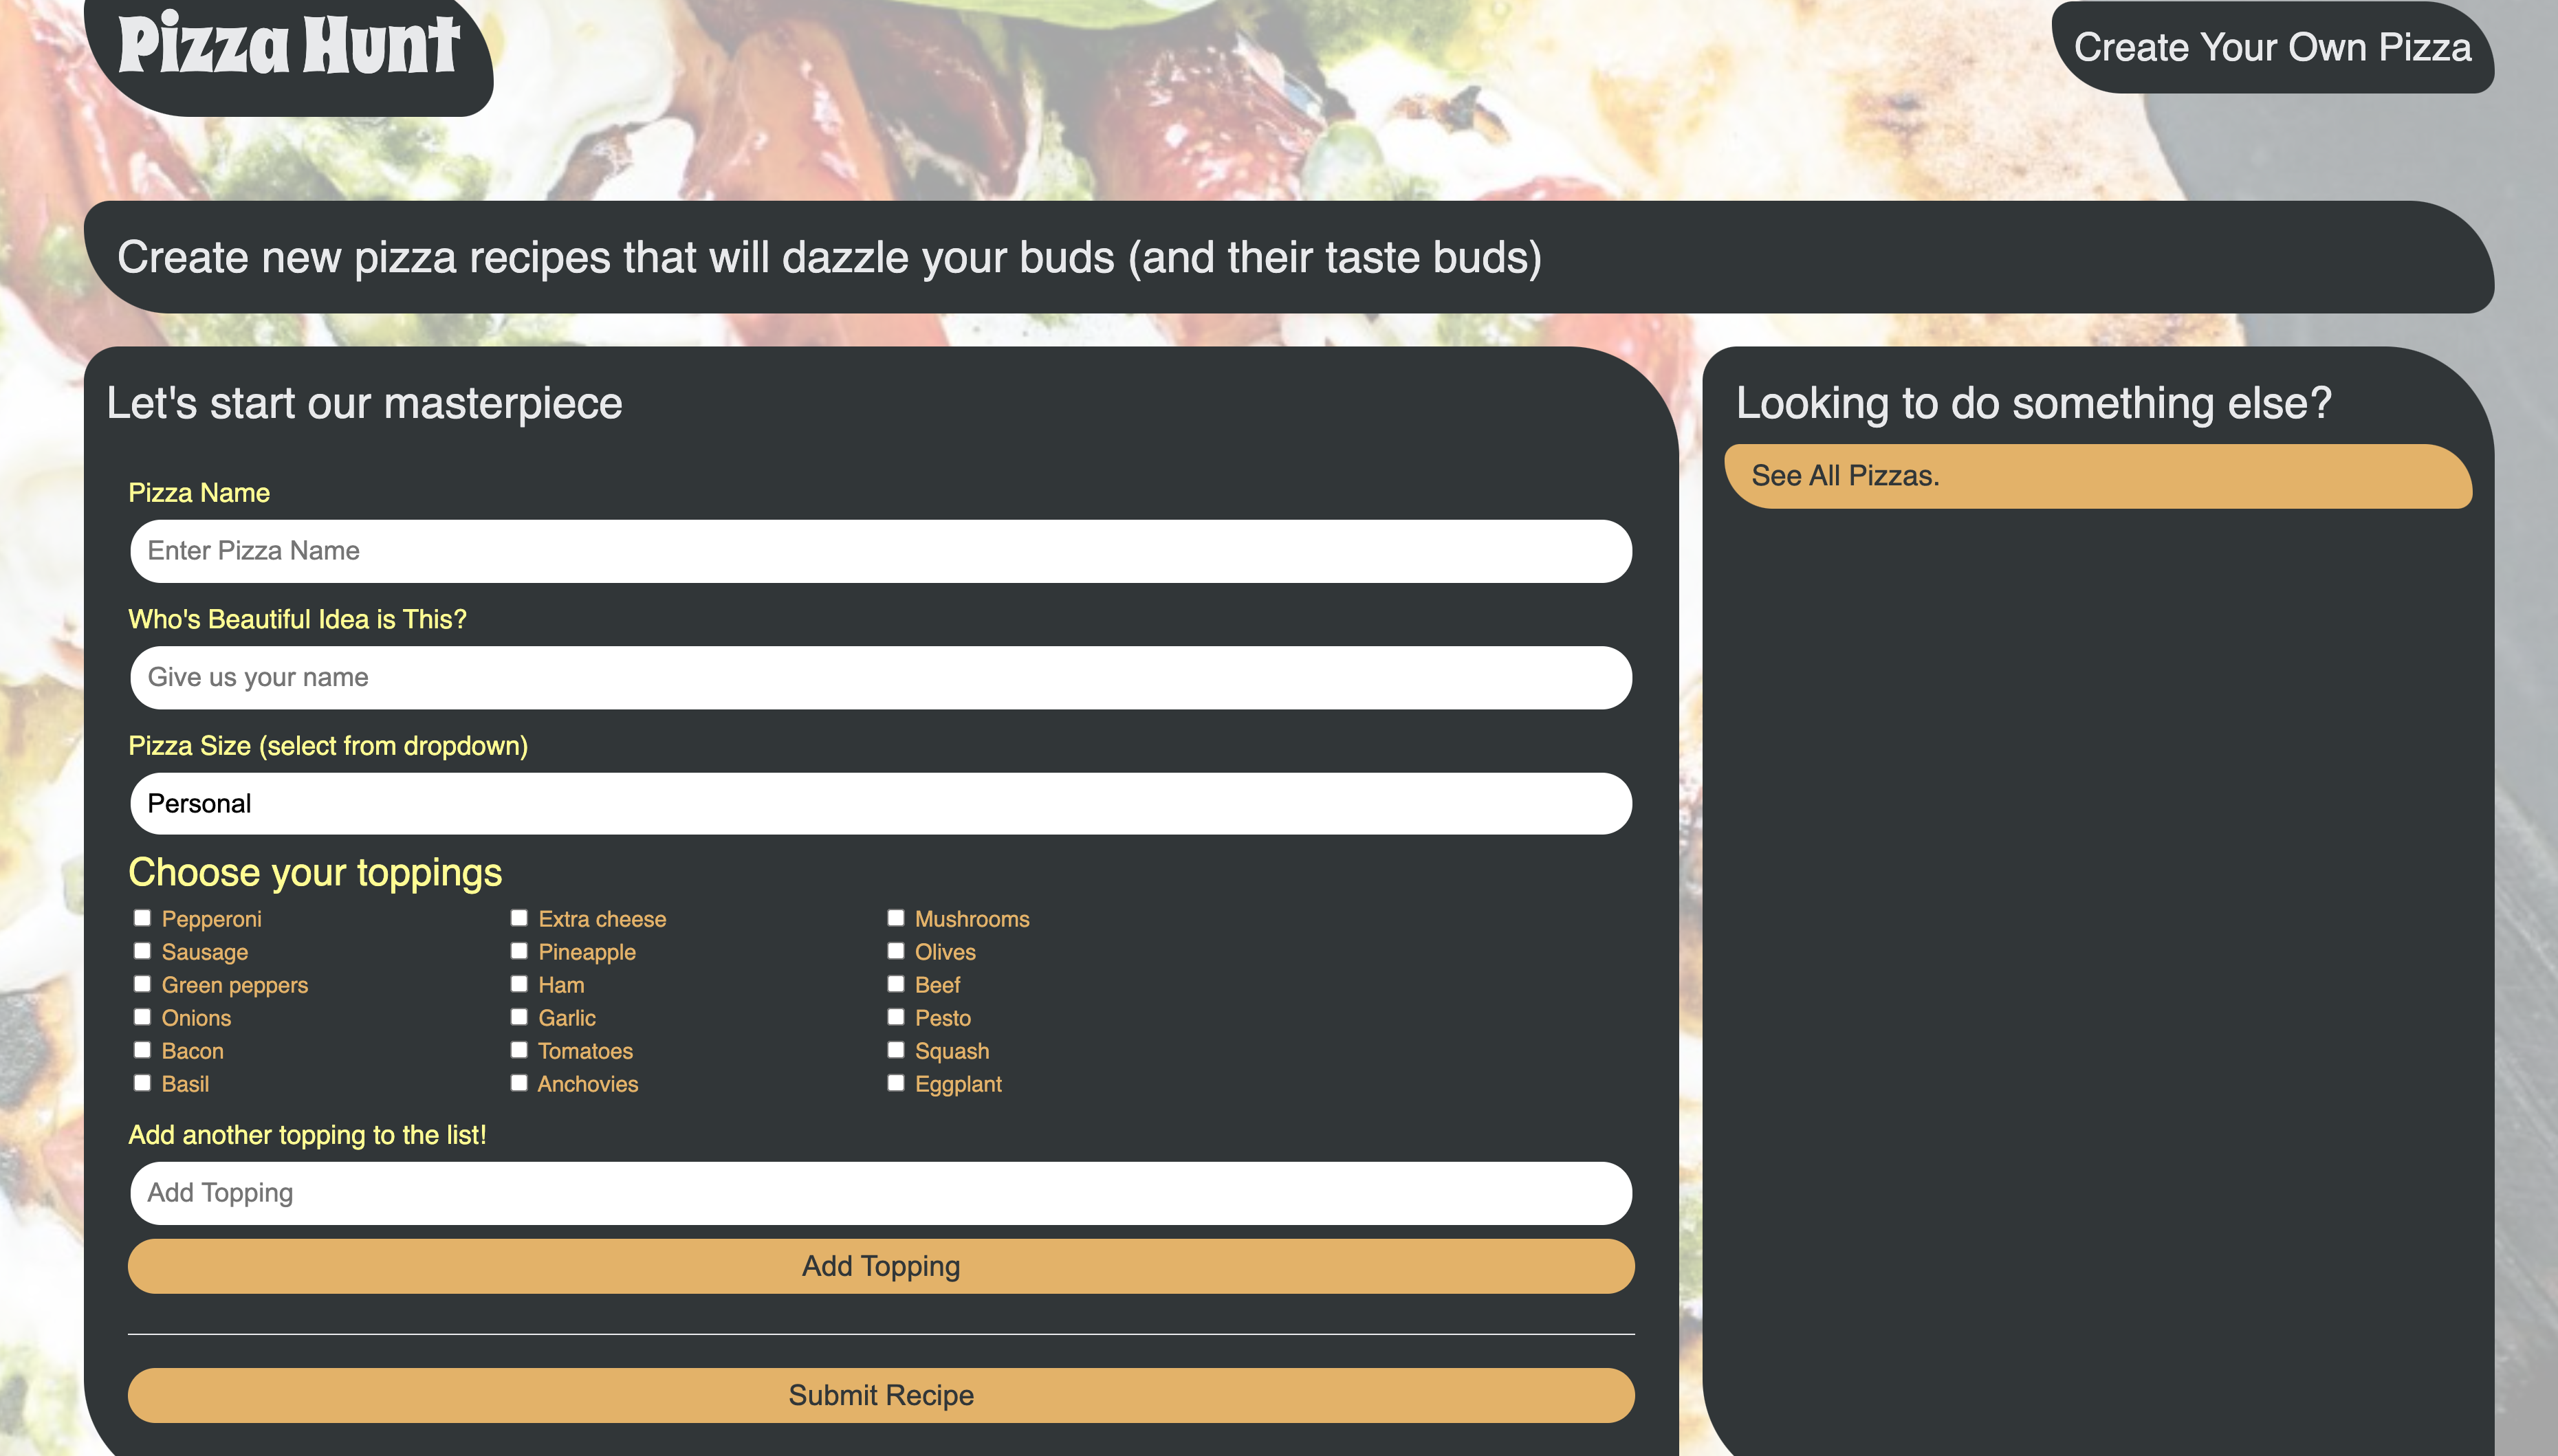 Pizza Hunt
Create Your Own Pizza
Create new pizza recipes that will dazzle your buds (and their taste buds)
Let's start our masterpiece
Pizza Name
Enter Pizza Name
Who's Beautiful Idea is This?
Give us your name
Pizza Size (select from dropdown)
Personal
Choose your toppings
Pepperoni Extra cheese Mushrooms
Sausage Pineapple Olives
Green peppers Ham Beef
Onions Garlic Pesto
Bacon Tomatoes Squash
Basil Anchovies Eggplant
Add another topping to the list!
Add Topping
Add Topping
Submit Recipe
Looking to do something else?
See All Pizzas.